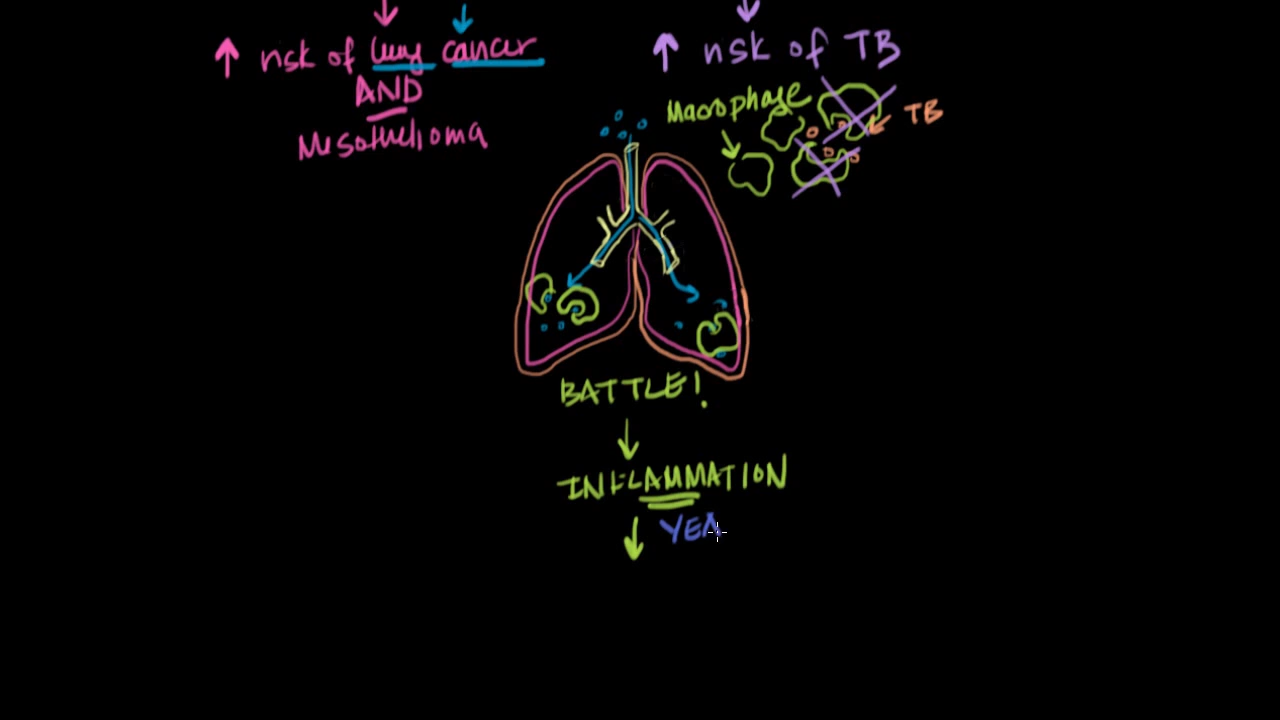 ↑ risk of lung cancer
AND
Mesothelioma
↑ risk of TB
Macrophage
TB
BATTLE!
INFLAMMATION
YEA